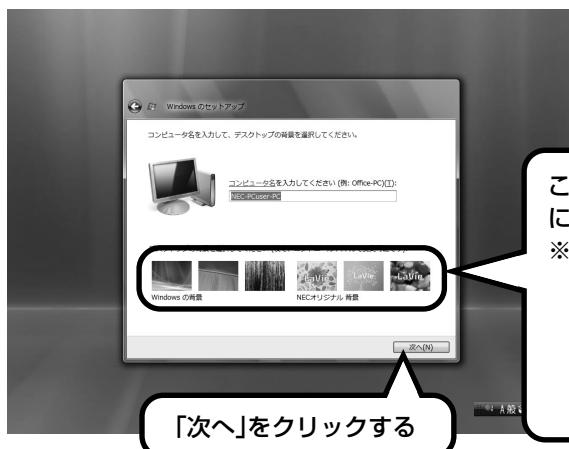 Windows のセットアップ
コンピュータ名を入力して、デスクトップの背景を選択してください。
コンピュータ名を入力してください (例: Office-PC)(T):
NEC-PCuser-PC
LaVie
LaVie
LaVie
Windows の背景
NECオリジナル 背景
次へ(N)
こ
に
※
「次へ」をクリックする
A 般